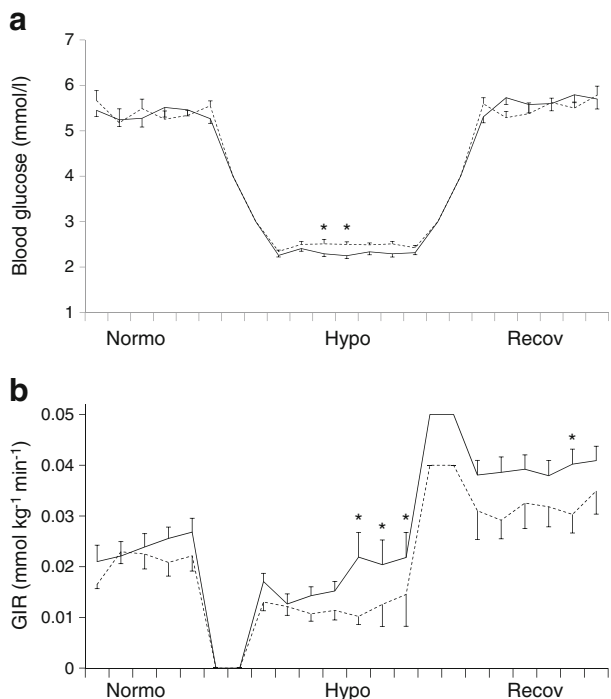 a
7
6
5
4
3
2
1
Blood glucose (mmol/l)
* *
Normo Hypo Recov
b
0.05
0.04
0.03
0.02
0.01
0
GIR (mmol kg⁻¹ min⁻¹)
* * * *
Normo Hypo Recov